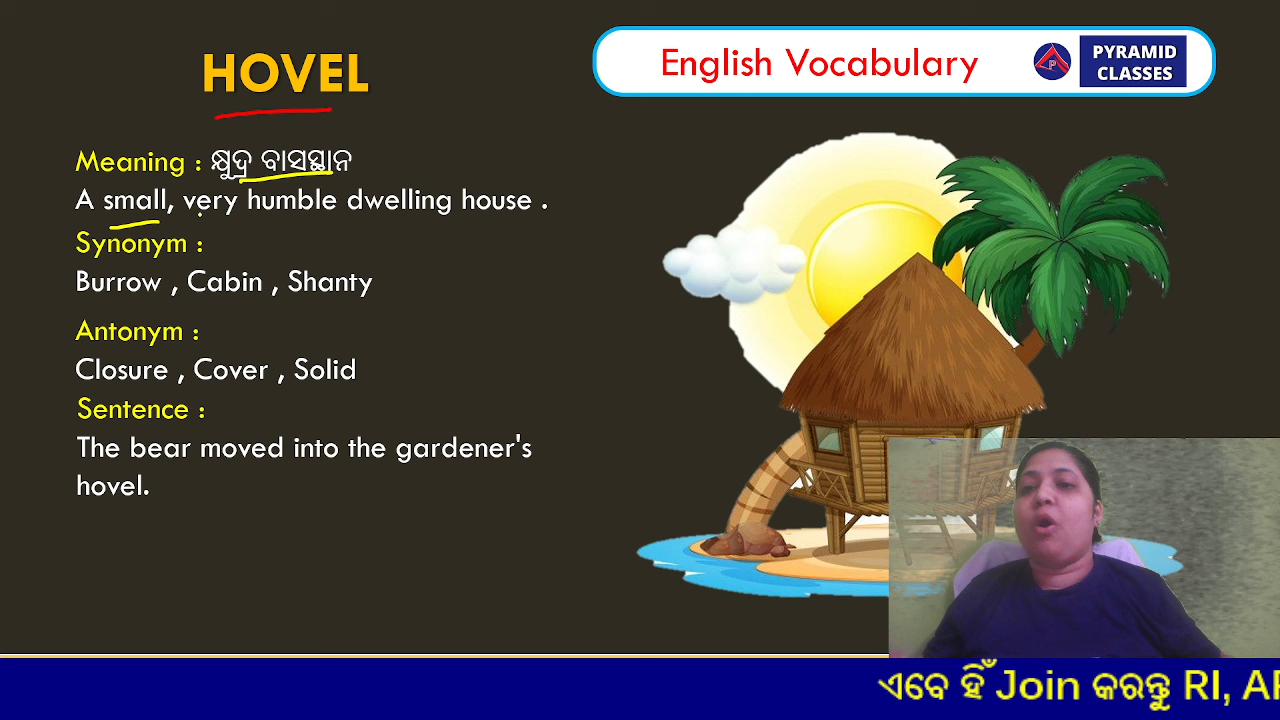 HOVEL
English Vocabulary
PYRAMID
CLASSES
Meaning : କ୍ଷୁଦ୍ର ବାସସ୍ଥାନ
A small, very humble dwelling house .
Synonym :
Burrow , Cabin , Shanty
Antonym :
Closure , Cover , Solid
Sentence :
The bear moved into the gardener's
hovel.
ଏବେ ହିଁ Join କରନ୍ତୁ RI,